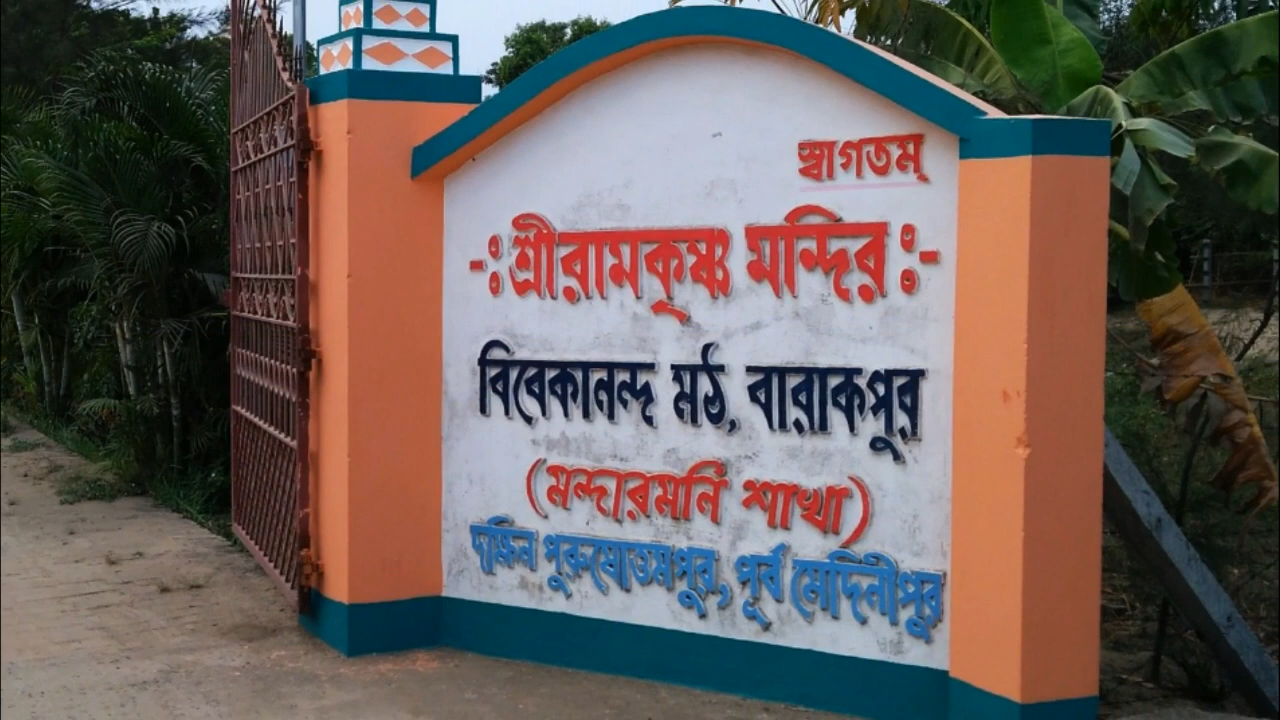 স্বাগতম্
-ঃ শ্রীরামকৃষ্ণ মন্দির ঃ-
বিবেকানন্দ মঠ, বারাকপুর
(মন্দারমনি শাখা)
দক্ষিন পুরুষোত্তমপুর, পূর্ব মেদিনীপুর